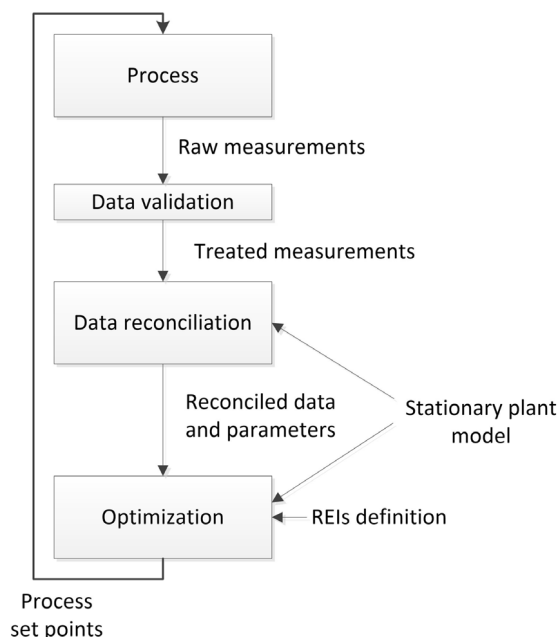 Process
Raw measurements
Data validation
Treated measurements
Data reconciliation
Reconciled data
and parameters
Stationary plant
model
Optimization
REIs definition
Process
set points